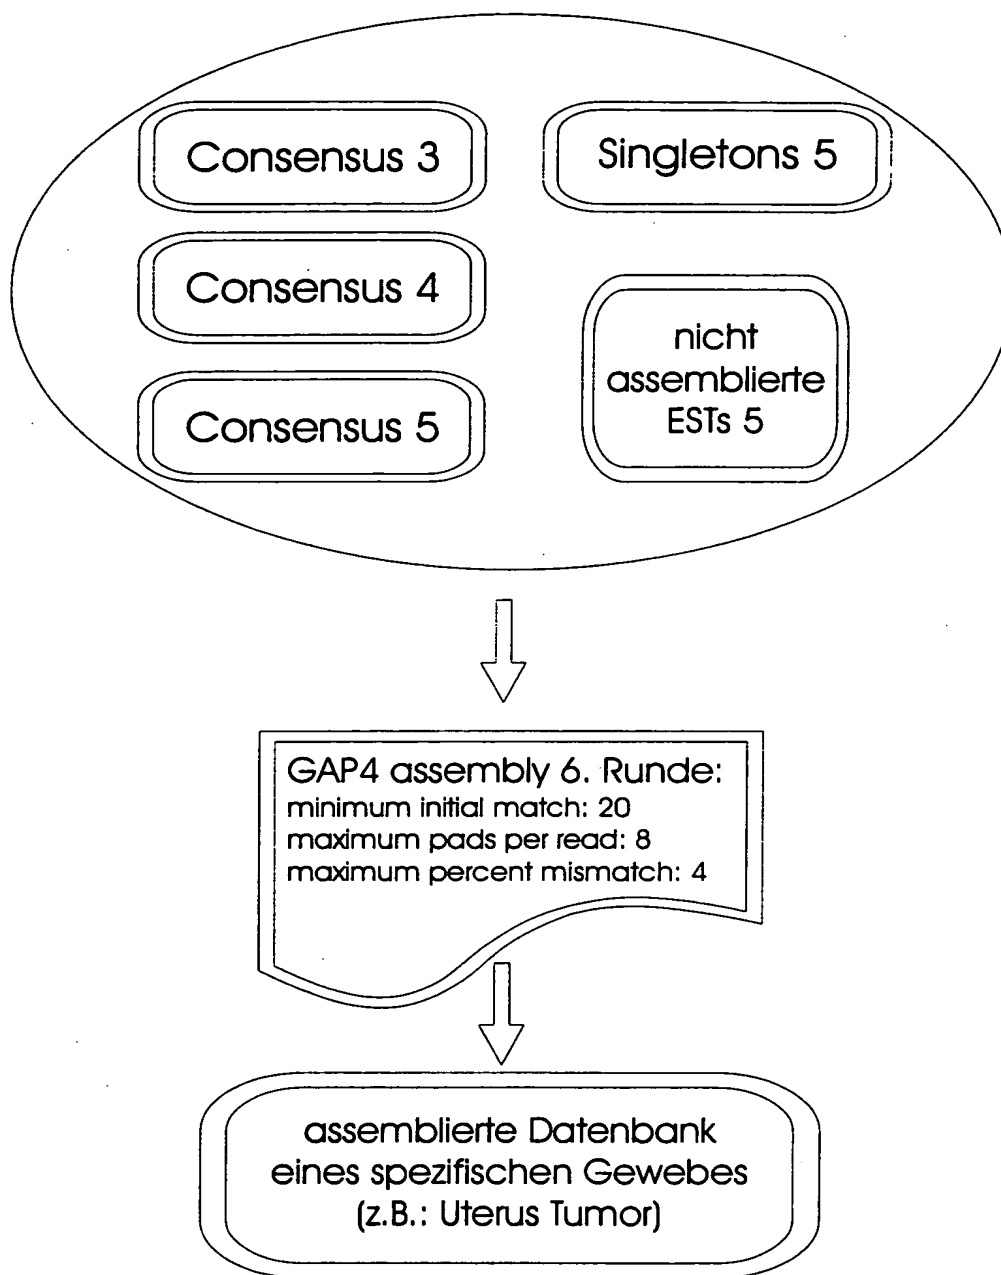 Consensus 3
Singletons 5
Consensus 4
nicht
assemblierte
ESTs 5
Consensus 5
GAP4 assembly 6. Runde:
minimum initial match: 20
maximum pads per read: 8
maximum percent mismatch: 4
assemblierte Datenbank
eines spezifischen Gewebes
(z.B.: Uterus Tumor)